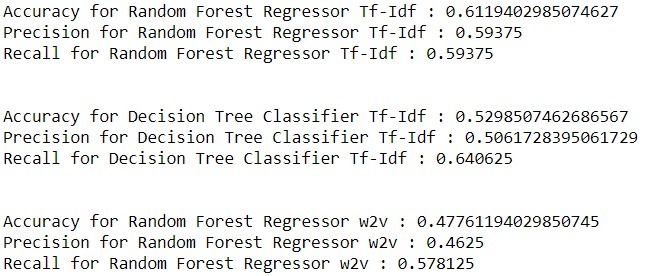 Accuracy for Random Forest Regressor Tf-Idf : 0.6119402985074627
Precision for Random Forest Regressor Tf-Idf : 0.59375
Recall for Random Forest Regressor Tf-Idf : 0.59375
Accuracy for Decision Tree Classifier Tf-Idf : 0.5298507462686567
Precision for Decision Tree Classifier Tf-Idf : 0.5061728395061729
Recall for Decision Tree Classifier Tf-Idf : 0.640625
Accuracy for Random Forest Regressor w2v : 0.47761194029850745
Precision for Random Forest Regressor w2v : 0.4625
Recall for Random Forest Regressor w2v : 0.578125